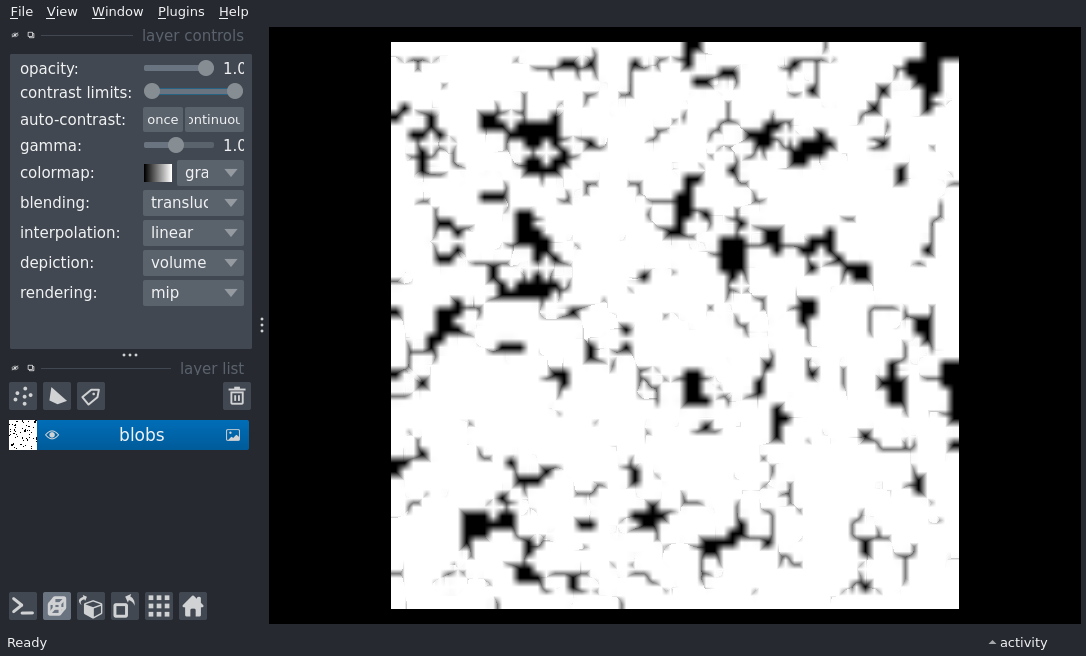 File View Window Plugins Help
layer controls
opacity: 1.0
contrast limits:
auto-contrast: once ontinuou
gamma: 1.0
colormap: gra
blending: transluc
interpolation: linear
depiction: volume
rendering: mip
layer list
blobs
Ready activity